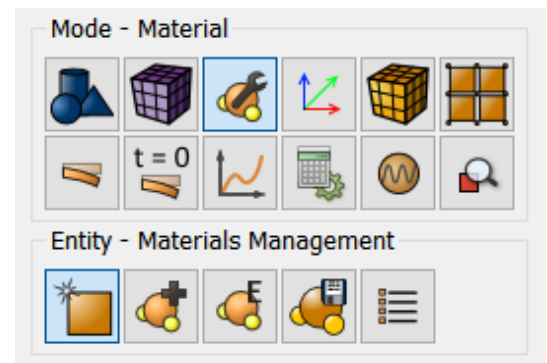 Mode - Material
t = 0
Entity - Materials Management
E